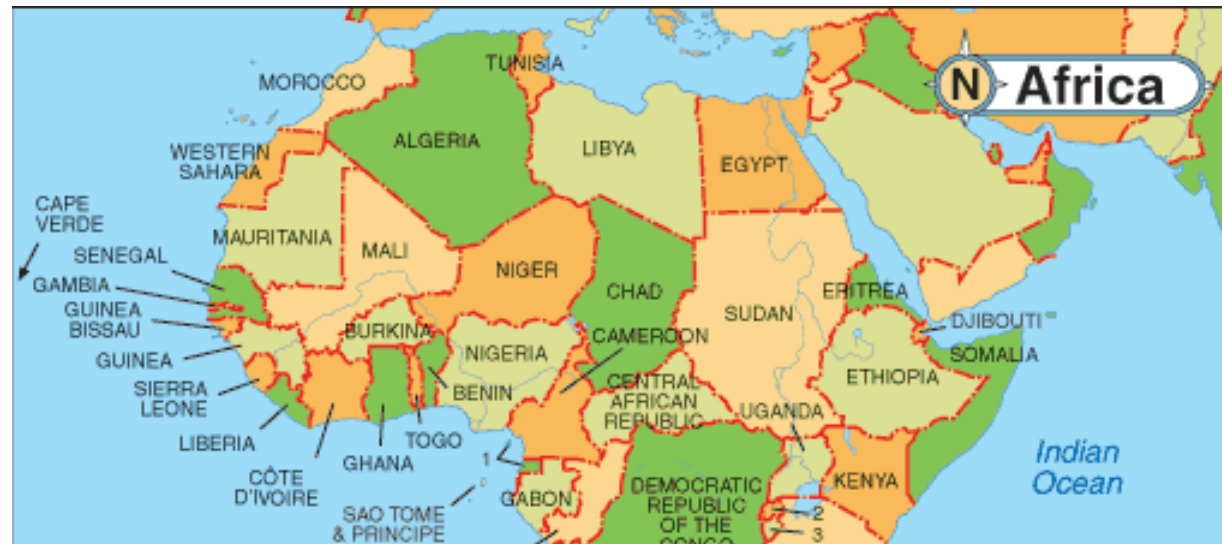 N Africa
MOROCCO
TUNISIA
ALGERIA
LIBYA
EGYPT
WESTERN
SAHARA
CAPE
VERDE
MAURITANIA
MALI
NIGER
CHAD
SUDAN
ERITREA
SENEGAL
GAMBIA
GUINEA
BISSAU
GUINEA
SIERRA
LEONE
LIBERIA
CÔTE
D'IVOIRE
BURKINA
GHANA
TOGO
BENIN
NIGERIA
CAMEROON
CENTRAL
AFRICAN
REPUBLIC
UGANDA
ETHIOPIA
DJIBOUTI
SOMALIA
KENYA
Indian
Ocean
1
GABON
SAO TOME
& PRINCIPE
DEMOCRATIC
REPUBLIC
OF THE
CONGO
2
3